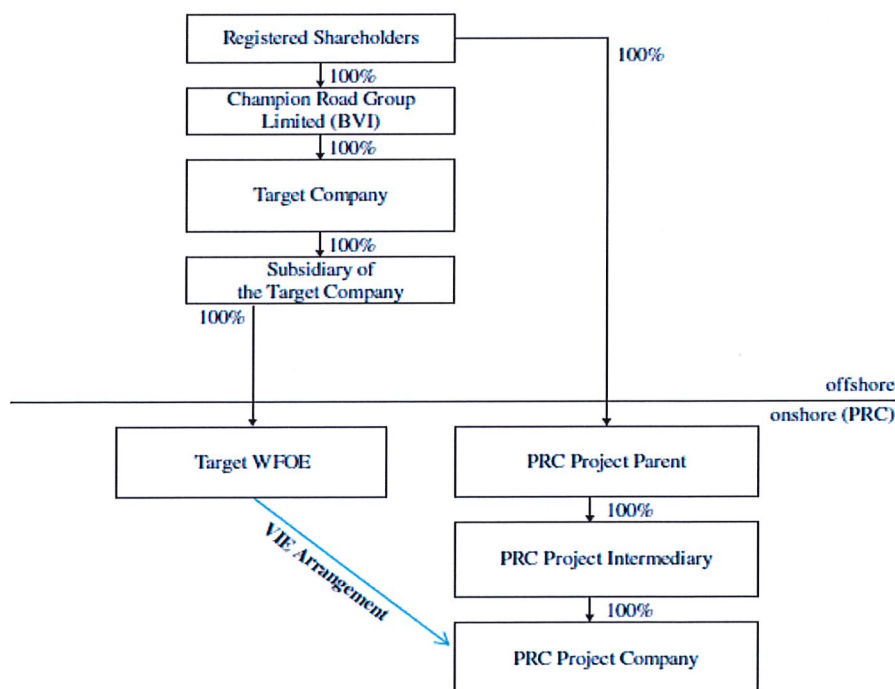 Registered Shareholders
100%
100%
Champion Road Group
Limited (BVI)
100%
Target Company
100%
Subsidiary of
the Target Company
100%
offshore
onshore (PRC)
Target WFOE
PRC Project Parent
100%
VIE Arrangement
PRC Project Intermediary
100%
PRC Project Company